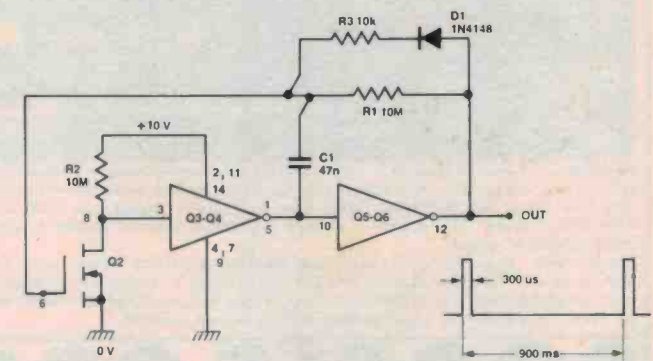 D1
1N4148
R3 10k
R1 10M
+10 V
R2
10M
C1
47n
2, 11
14
8
3
Q3-Q4
1
5
10
Q5-Q6
12
OUT
4, 7
9
Q2
6
0 V
300 us
900 ms